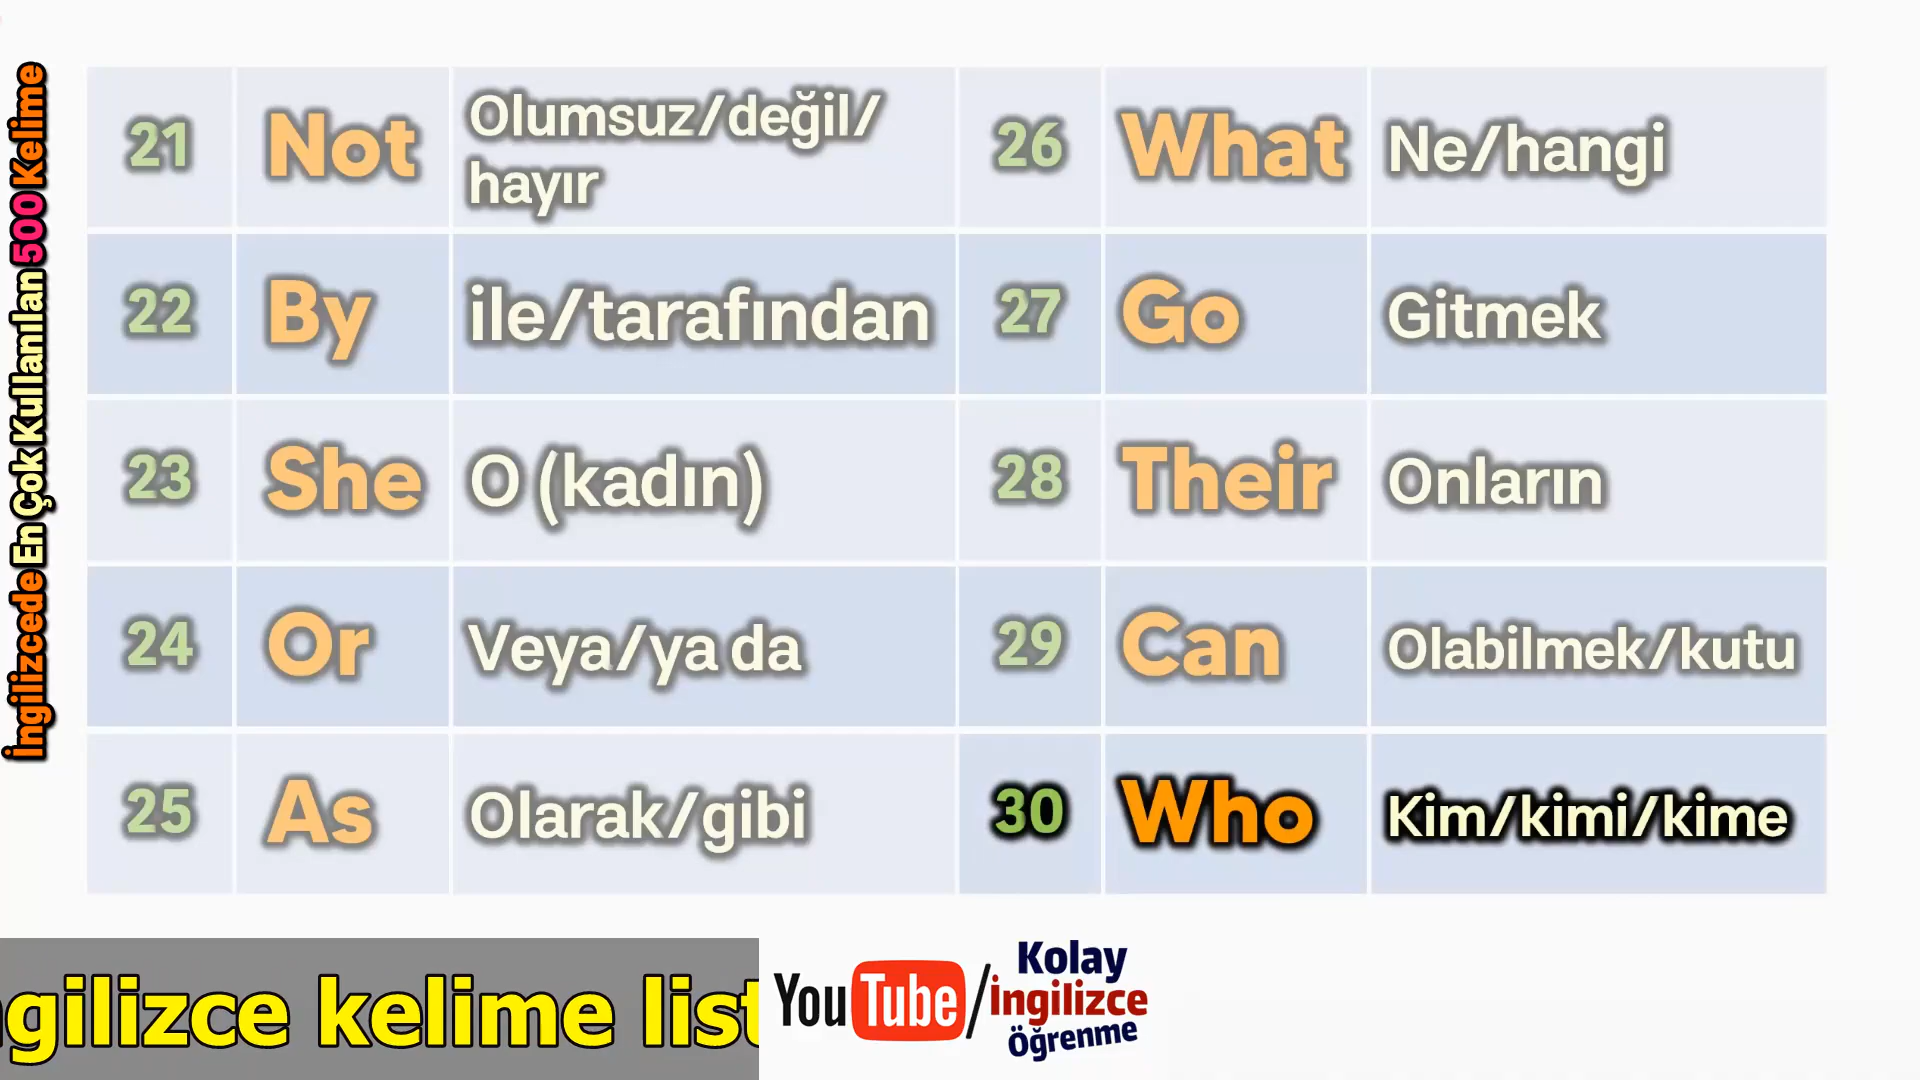 İngilizcede En Çok Kullanılan 500 Kelime
21 Not Olumsuz/değil/
hayır
26 What Ne/hangi
22 By ile/tarafından 27 Go Gitmek
23 She O (kadın) 28 Their Onların
24 Or Veya/ya da 29 Can Olabilmek/kutu
25 As Olarak/gibi 30 Who Kim/kimi/kime
gilizce kelime list
YouTube/
Kolay
İngilizce
Öğrenme